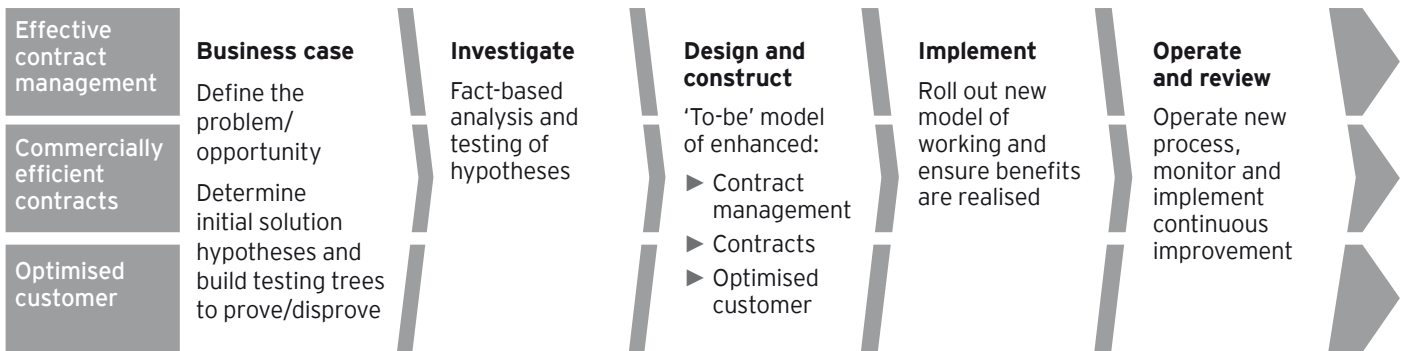 Effective
contract
management
Commercially
efficient
contracts
Optimised
customer
Business case
Define the
problem/
opportunity
Determine
initial solution
hypotheses and
build testing trees
to prove/disprove
Investigate
Fact-based
analysis and
testing of
hypotheses
Design and
construct
‘To-be’ model
of enhanced:
► Contract
management
► Contracts
► Optimised
customer
Implement
Roll out new
model of
working and
ensure benefits
are realised
Operate
and review
Operate new
process,
monitor and
implement
continuous
improvement